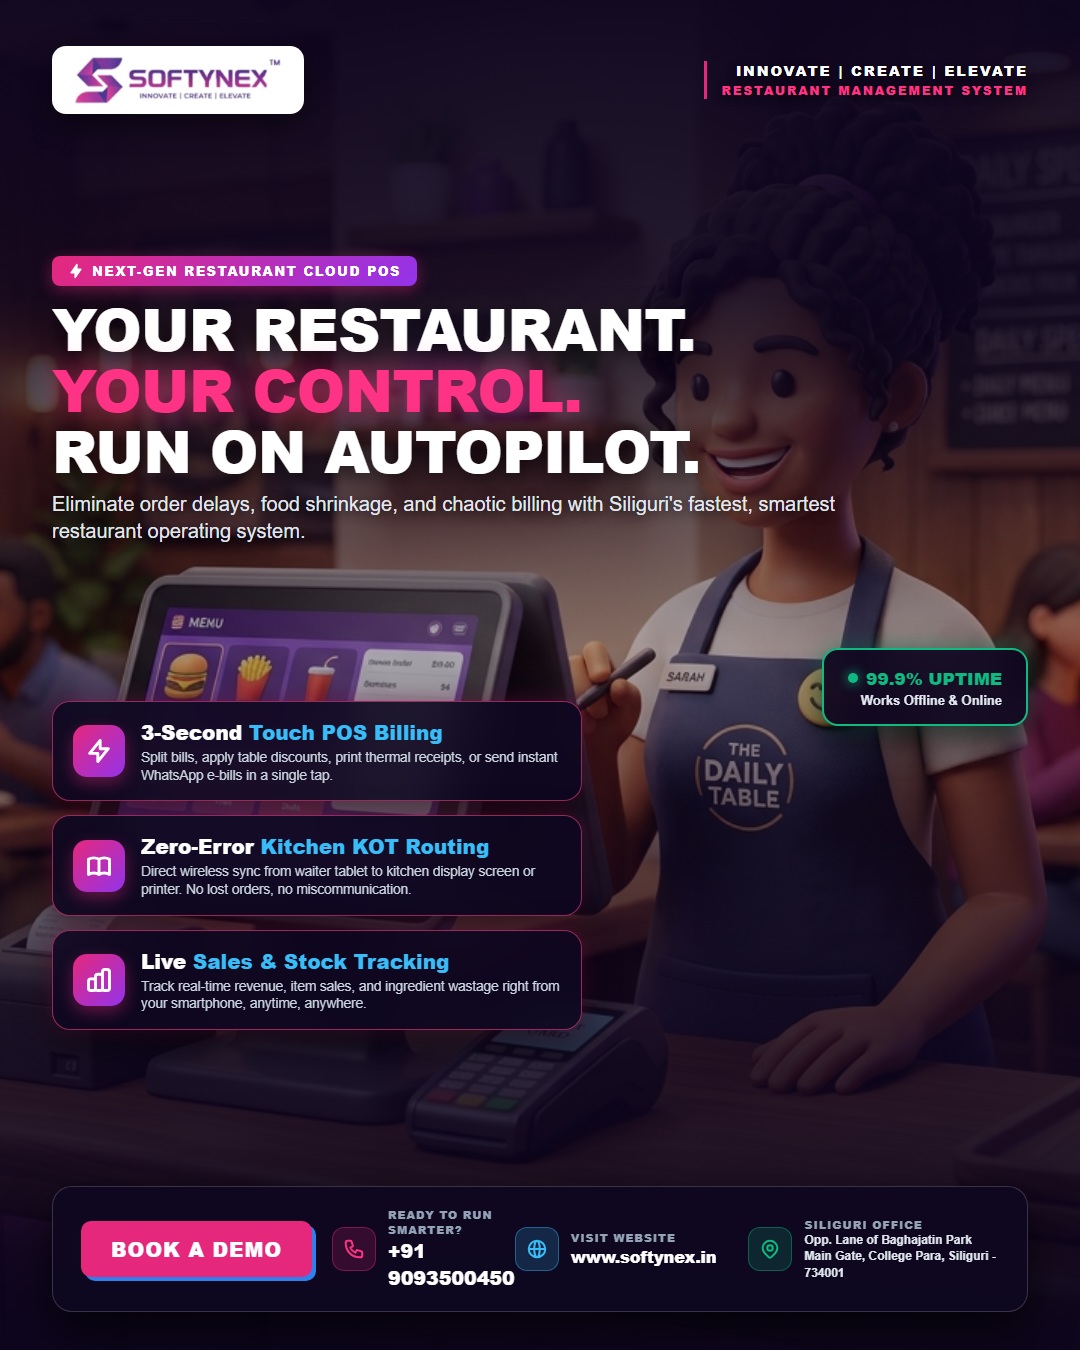 SOFTYNEX™
INNOVATE | CREATE | ELEVATE
INNOVATE | CREATE | ELEVATE
RESTAURANT MANAGEMENT SYSTEM
NEXT-GEN RESTAURANT CLOUD POS
YOUR RESTAURANT.
YOUR CONTROL.
RUN ON AUTOPILOT.
Eliminate order delays, food shrinkage, and chaotic billing with Siliguri's fastest, smartest
restaurant operating system.
MENU
SARAH
99.9% UPTIME
Works Offline & Online
THE
DAILY
TABLE
3-Second Touch POS Billing
Split bills, apply table discounts, print thermal receipts, or send instant
WhatsApp e-bills in a single tap.
Zero-Error Kitchen KOT Routing
Direct wireless sync from waiter tablet to kitchen display screen or
printer. No lost orders, no miscommunication.
Live Sales & Stock Tracking
Track real-time revenue, item sales, and ingredient wastage right from
your smartphone, anytime, anywhere.
BOOK A DEMO
READY TO RUN
SMARTER?
+91
9093500450
VISIT WEBSITE
www.softynex.in
SILIGURI OFFICE
Opp. Lane of Baghajatin Park
Main Gate, College Para, Siliguri -
734001